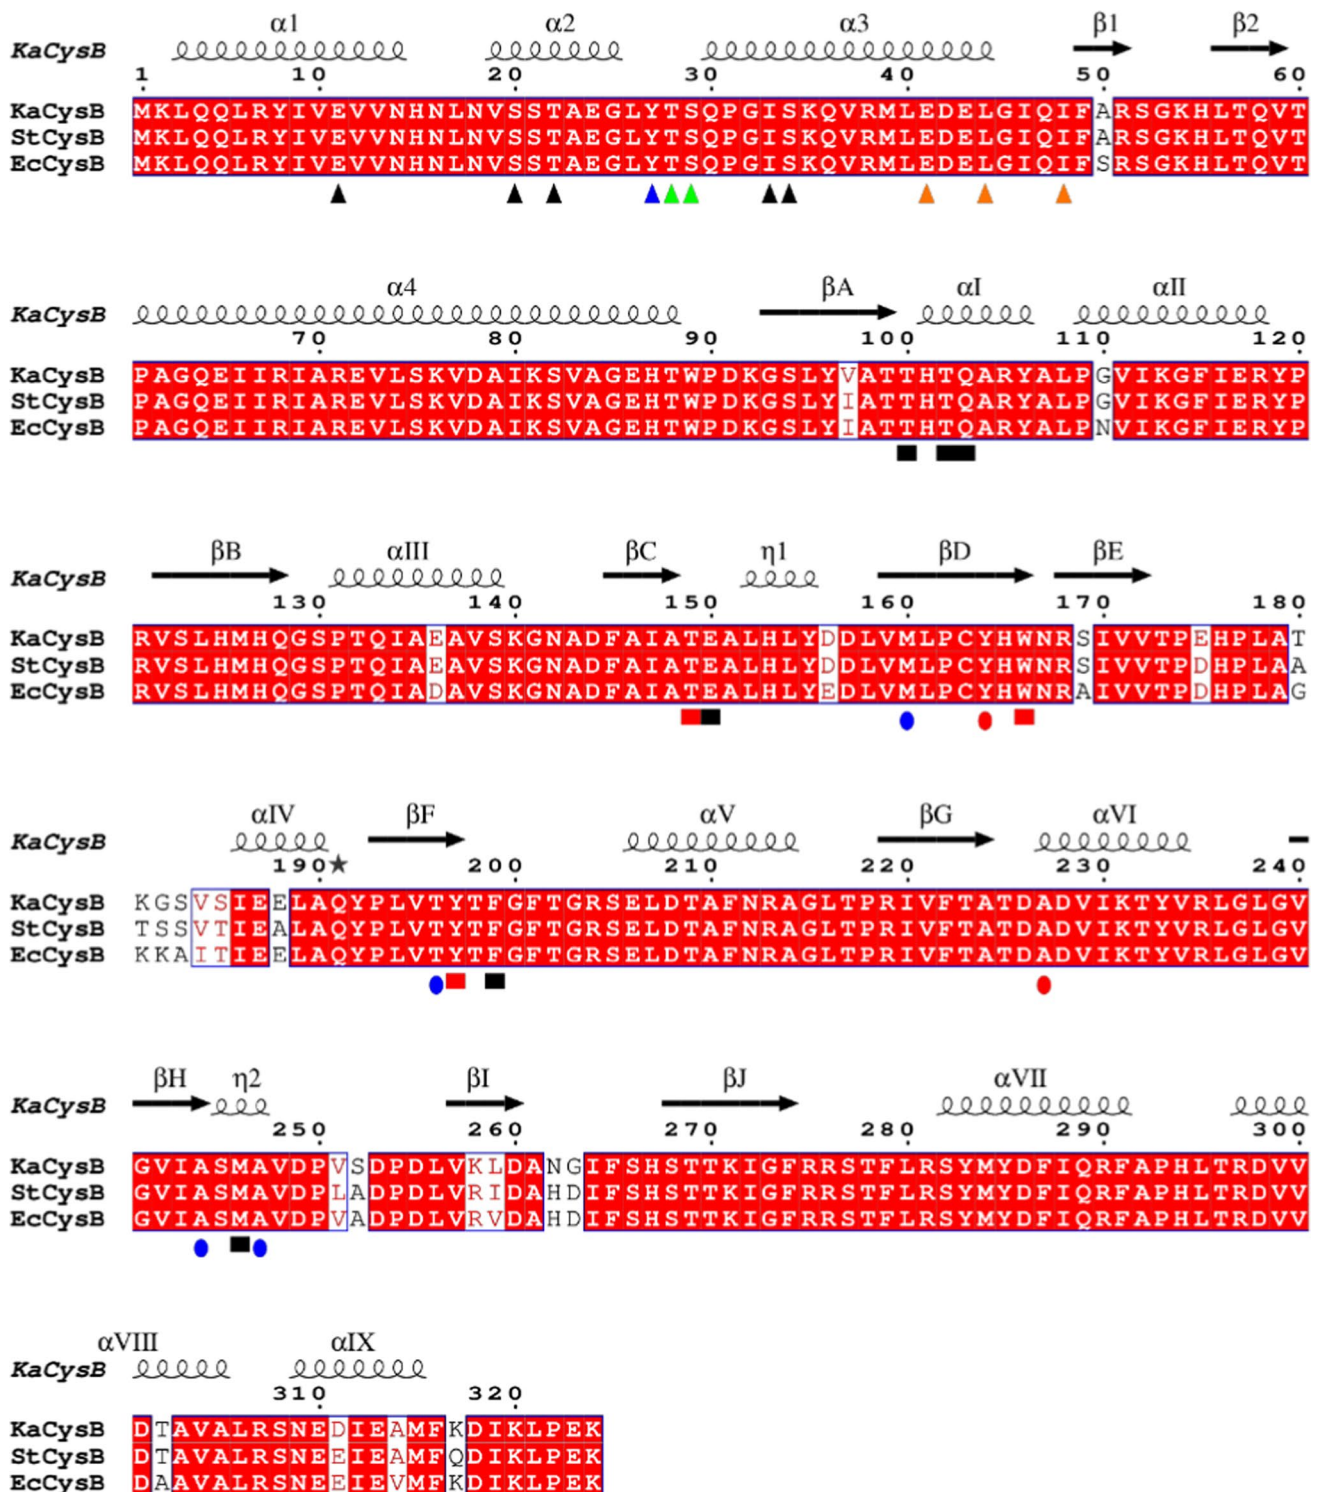 α1 α2 α3 β1 β2
KaCysB
1 10 20 30 40 50 60
KaCysB MKLQQLRYIVEVVNHNLNVSSTAEGLYTSQPGISKQVRMLEDELGIQIFARSGKHLTQVT
StCysB MKLQQLRYIVEVVNHNLNVSSTAEGLYTSQPGISKQVRMLEDELGIQIFARSGKHLTQVT
EcCysB MKLQQLRYIVEVVNHNLNVSSTAEGLYTSQPGISKQVRMLEDELGIQIFSRSGKHLTQVT
α4 βA αI αII
KaCysB
70 80 90 100 110 120
KaCysB PAGQEIIRIAREVLSKVDAIKSVAGEHTWPDKGSLYVATTHTQARYALPGVIKGFIERYP
StCysB PAGQEIIRIAREVLSKVDAIKSVAGEHTWPDKGSLYIATTHTQARYALPGVIKGFIERYP
EcCysB PAGQEIIRIAREVLSKVDAIKSVAGEHTWPDKGSLYIATTHTQARYALPNVIKGFIERYP
βB αIII βC η1 βD βE
KaCysB
130 140 150 160 170 180
KaCysB RVSLHMHQGSPTQIAEAVSKGNADFAIATEALHLYDDLVMLPCYHWNRSIVVTPEHPLAT
StCysB RVSLHMHQGSPTQIAEAVSKGNADFAIATEALHLYDDLVMLPCYHWNRSIVVTPDHPLAA
EcCysB RVSLHMHQGSPTQIADAVSKGNADFAIATEALHLYEDLVMLPCYHWNRAIVVTPDHPLAG
αIV βF αV βG αVI
KaCysB
190 200 210 220 230 240
KaCysB KGSVSIEELAQYPLVTYTFGFTGRSELDTAFNRAGLTPRIVFTATDADVIKTYVRLGLGV
StCysB TSSVTIEALAQYPLVTYTFGFTGRSELDTAFNRAGLTPRIVFTATDADVIKTYVRLGLGV
EcCysB KKAITIEELAQYPLVTYTFGFTGRSELDTAFNRAGLTPRIVFTATDADVIKTYVRLGLGV
βH η2 βI βJ αVII
KaCysB
250 260 270 280 290 300
KaCysB GVIASMAVDPVSDPDLVKLDANGIFSHSTTKIGFRRSTFLRSYMYDFIQRFAPHLTRDVV
StCysB GVIASMAVDPLADPDLVRIDAHDIFSHSTTKIGFRRSTFLRSYMYDFIQRFAPHLTRDVV
EcCysB GVIASMAVDPVADPDLVRVDAHDIFSHSTTKIGFRRSTFLRSYMYDFIQRFAPHLTRDVV
αVIII αIX
KaCysB
310 320
KaCysB DTAVALRSNEDIEAMFKDIKLPEK
StCysB DTAVALRSNEEIEAMFQDIKLPEK
EcCysB DAAVALRSNEEIEVMFKDIKLPEK